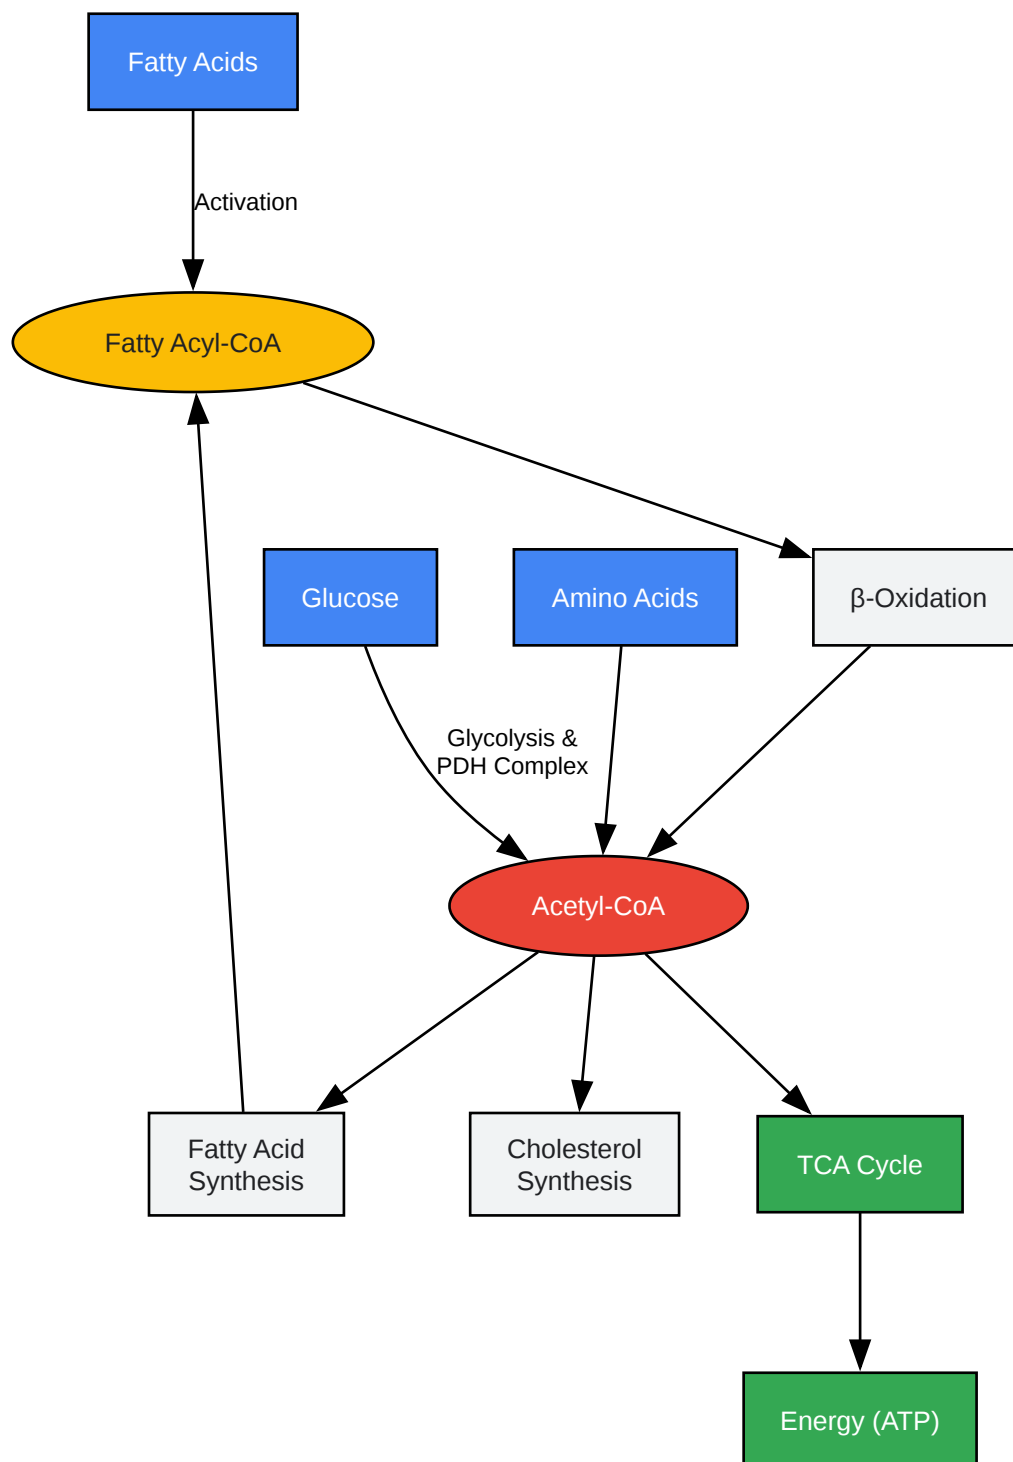 Fatty Acids
Activation
Fatty Acyl-CoA
Glucose
Amino Acids
β-Oxidation
Glycolysis &
PDH Complex
Acetyl-CoA
Fatty Acid
Synthesis
Cholesterol
Synthesis
TCA Cycle
Energy (ATP)